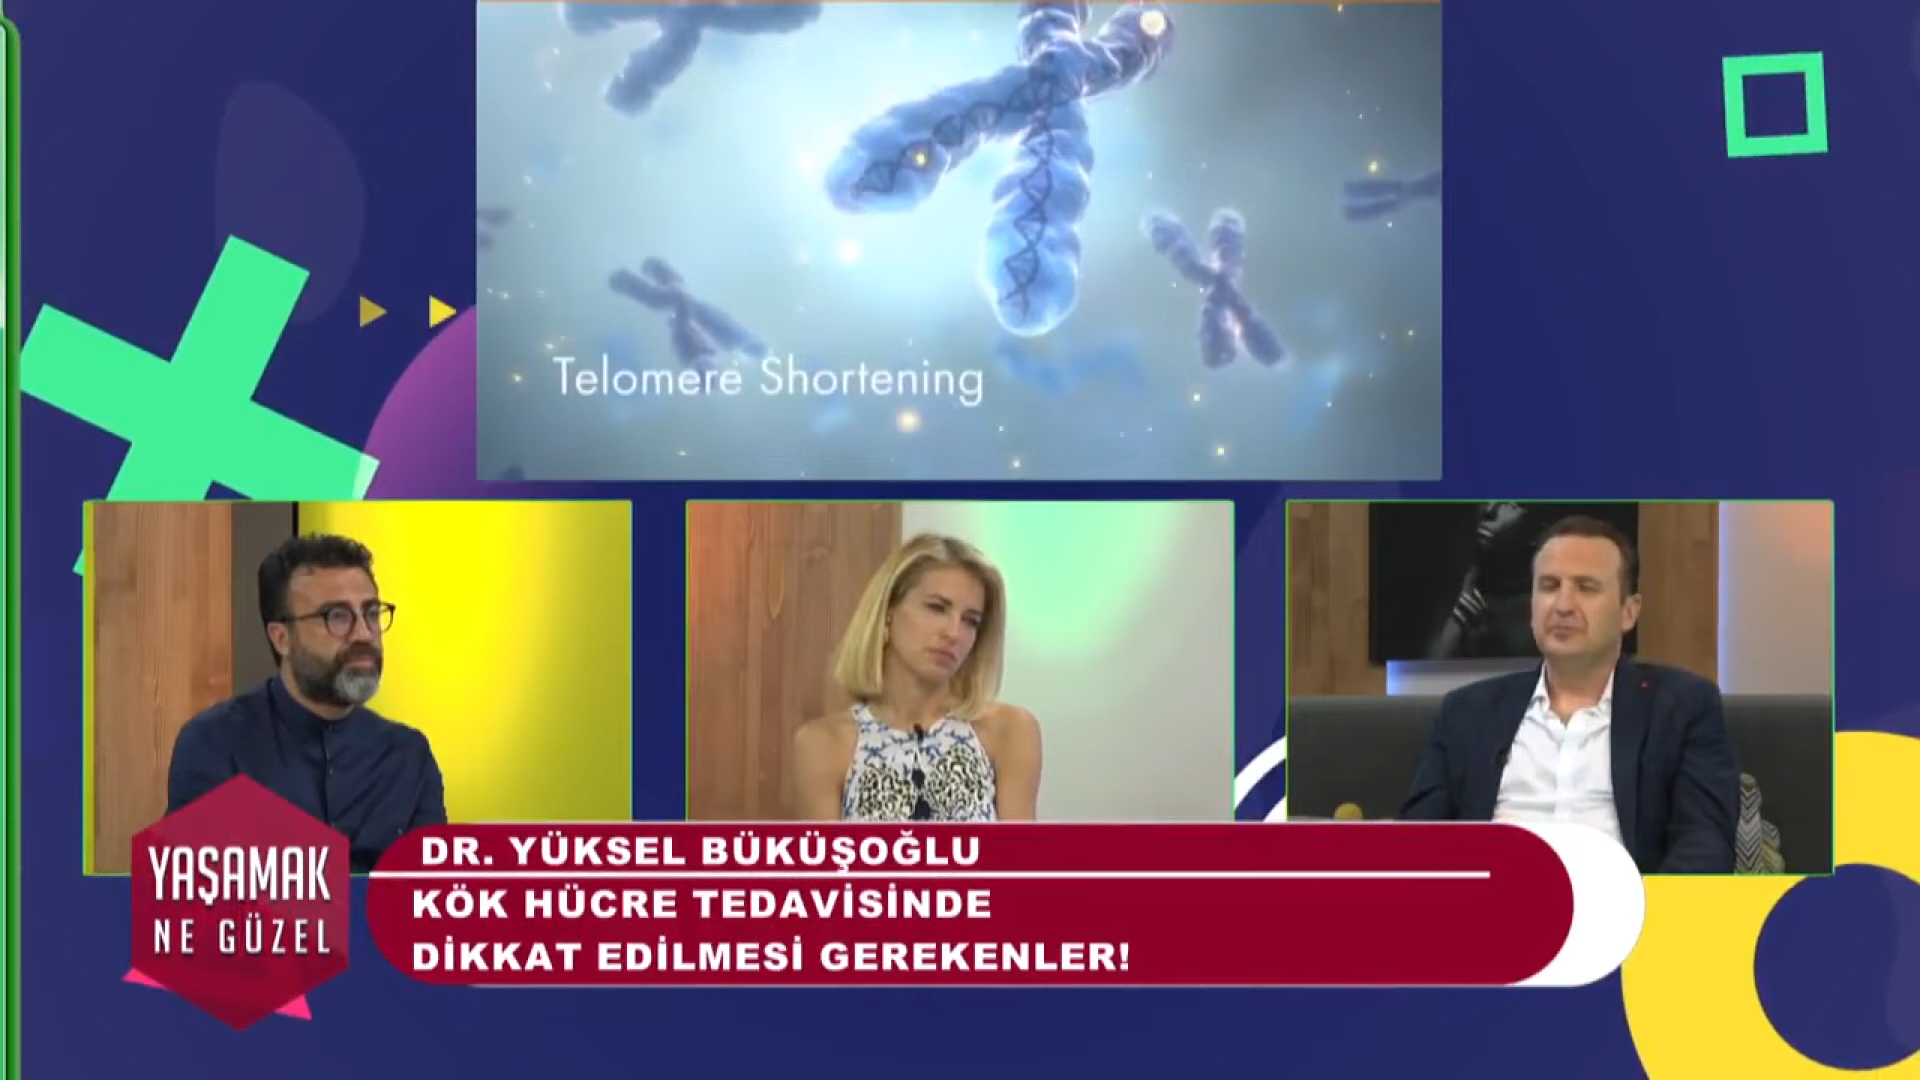 Telomere Shortening
YAŞAMAK
NE GÜZEL
DR. YÜKSEL BÜKÜŞOĞLU
KÖK HÜCRE TEDAVİSİNDE
DİKKAT EDİLMESİ GEREKENLER!